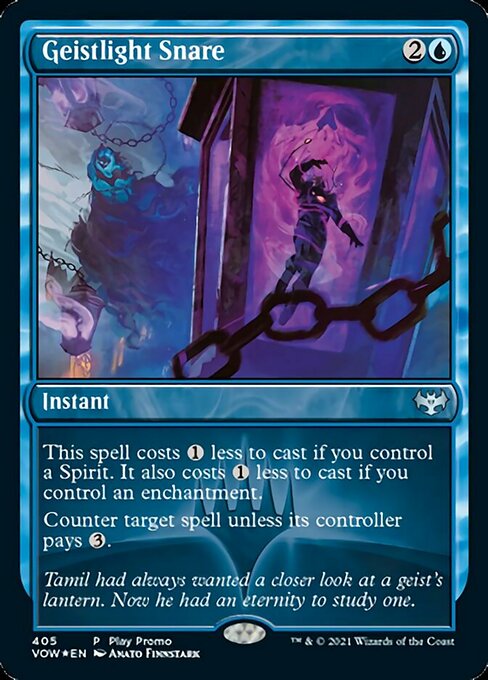 Geistlight Snare 2
Instant
This spell costs 1 less to cast if you control
a Spirit. It also costs 1 less to cast if you
control an enchantment.
Counter target spell unless its controller
pays 3.
Tamil had always wanted a closer look at a geist's
lantern. Now he had an eternity to study one.
405 P Play Promo
VOW★EN Anato Finnstark
™ & © 2021 Wizards of the Coast